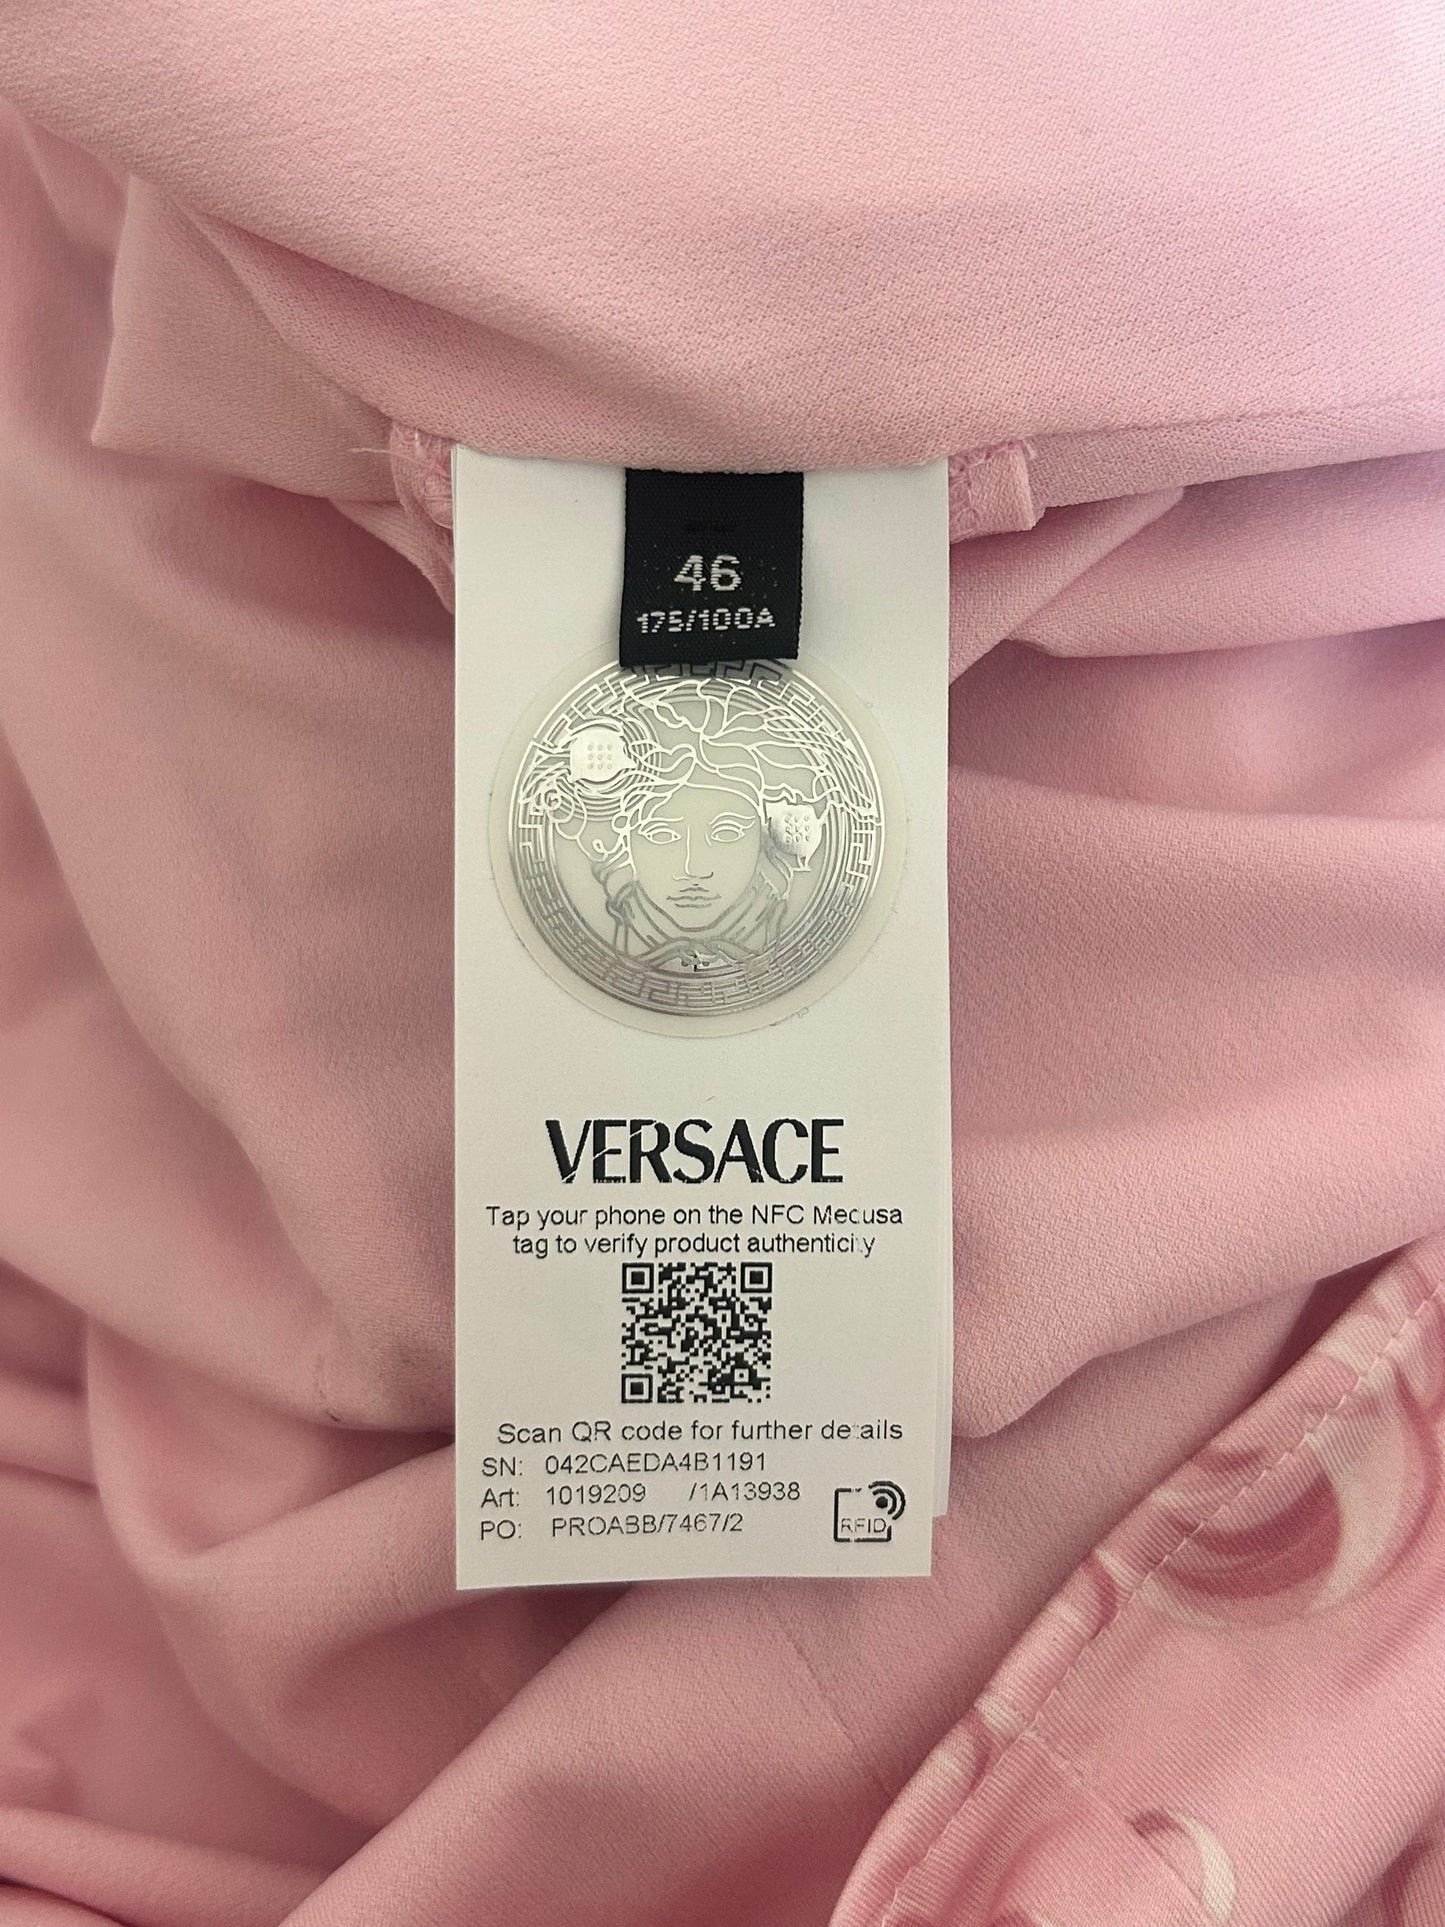 46
175/100A
VERSACE
Tap your phone on the NFC Medusa
tag to verify product authenticity
Scan QR code for further details
SN: 042CAEDA4B1191
Art: 1019209 /1A13938
PO: PROABB/7467/2
RFID